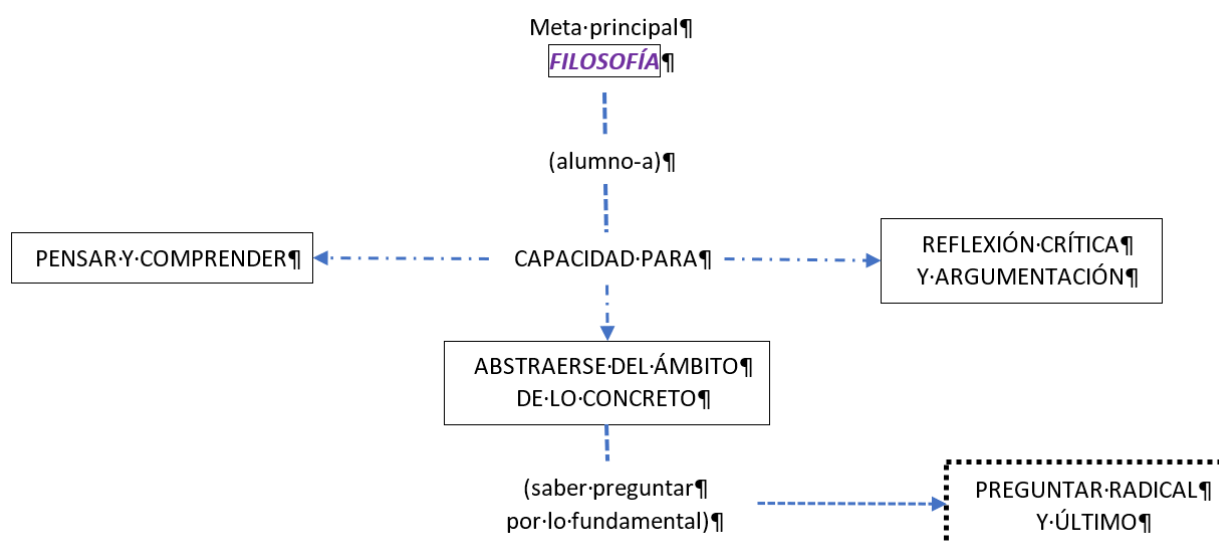 Meta·principal¶
FILOSOFÍA¶
(alumno-a)¶
PENSAR·Y·COMPRENDER¶
CAPACIDAD·PARA¶
REFLEXIÓN·CRÍTICA¶
Y·ARGUMENTACIÓN¶
ABSTRAERSE·DEL·ÁMBITO¶
DE·LO·CONCRETO¶
(saber·preguntar¶
por·lo·fundamental)¶
PREGUNTAR·RADICAL¶
Y·ÚLTIMO¶